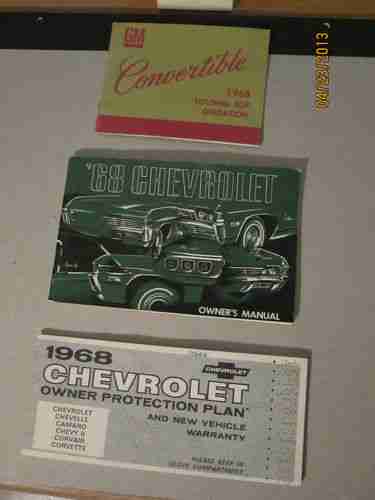 04/23/2013
GM
Convertible
1968
FOLDING TOP
OPERATION
'68 CHEVROLET
OWNER'S MANUAL
1968
CHEVROLET
CHEVROLET
OWNER PROTECTION PLAN
AND NEW VEHICLE
WARRANTY
CHEVROLET
CHEVELLE
CAMARO
CHEVY II
CORVAIR
CORVETTE
PLEASE KEEP IN
GLOVE COMPARTMENT